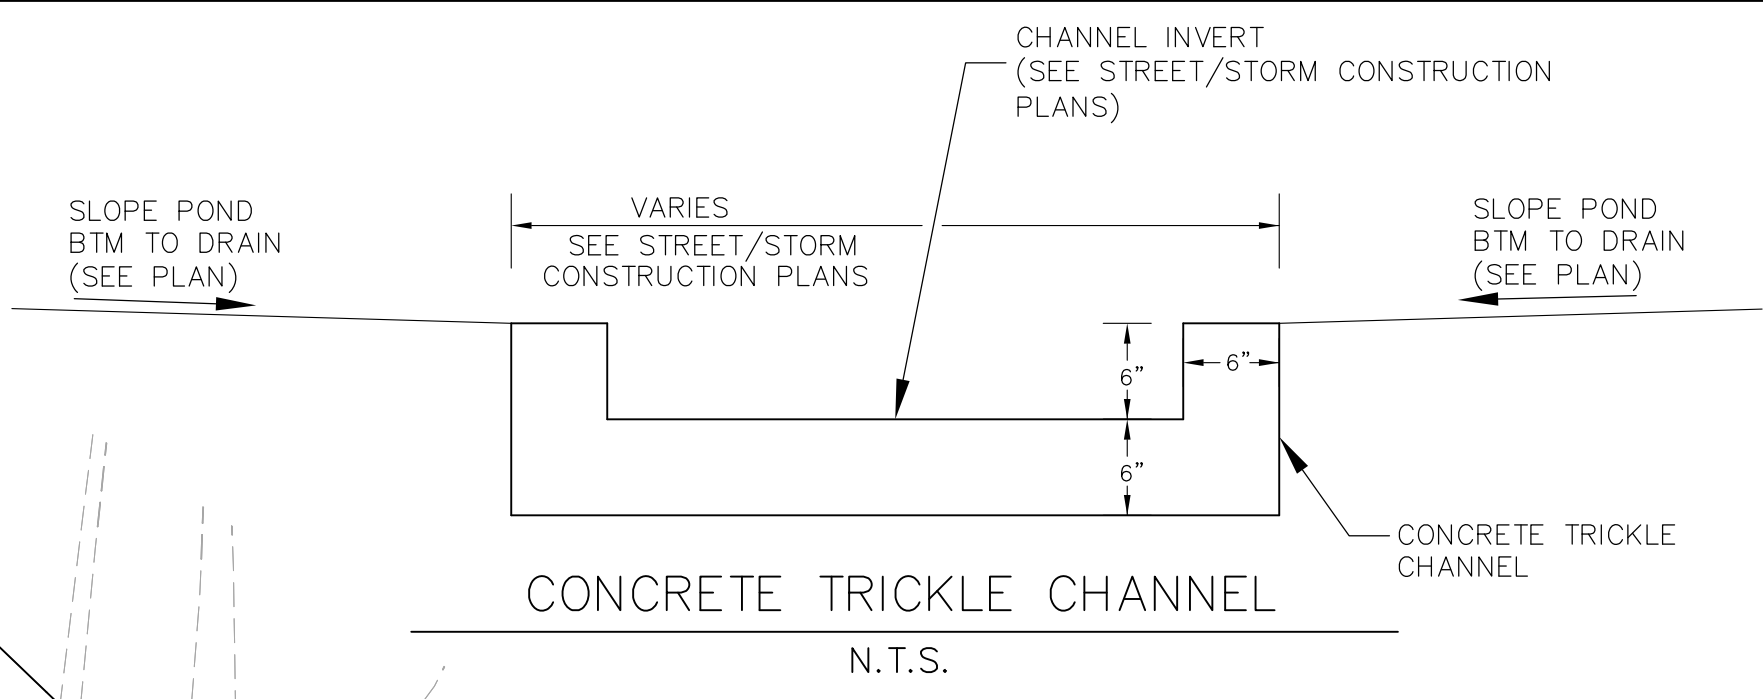 CHANNEL INVERT
(SEE STREET/STORM CONSTRUCTION
PLANS)
SLOPE POND
BTM TO DRAIN
(SEE PLAN)
VARIES
SEE STREET/STORM
CONSTRUCTION PLANS
SLOPE POND
BTM TO DRAIN
(SEE PLAN)
6”
6”
6”
CONCRETE TRICKLE
CHANNEL
CONCRETE TRICKLE CHANNEL
N.T.S.